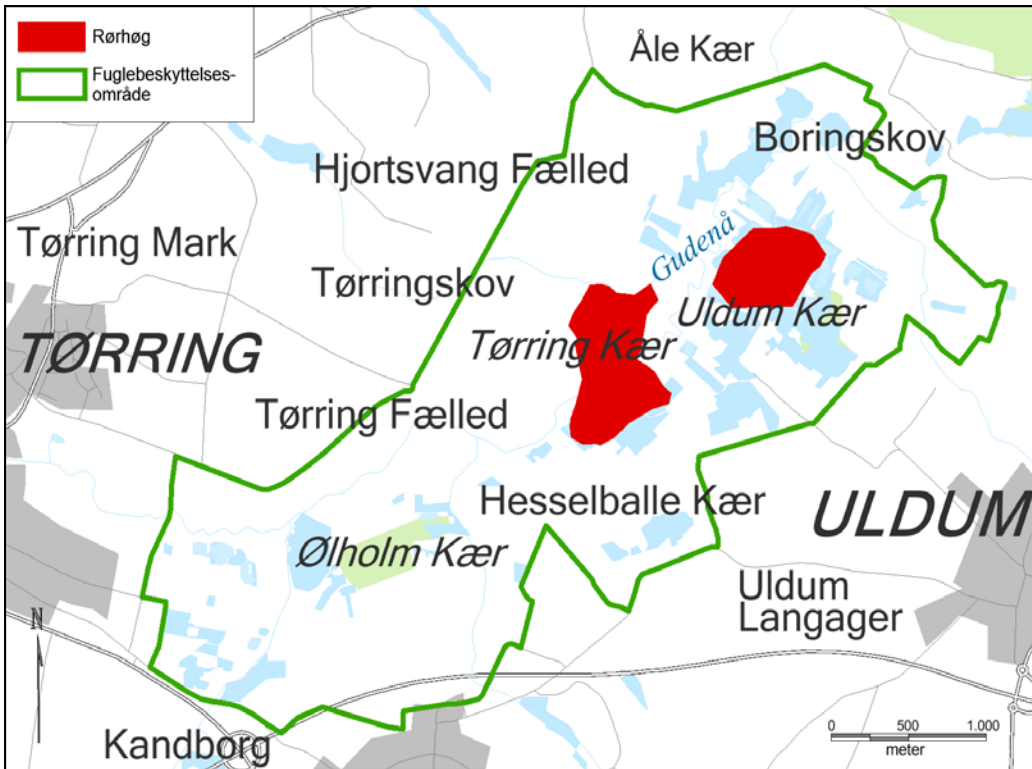 Rørhøg
Fuglebeskyttelses-
område
Åle Kær
Boringskov
Hjortsvang Fælled
Tørring Mark
Gudenå
Tørringskov
Uldum Kær
TØRRING
Tørring Kær
Tørring Fælled
Hesselballe Kær
ULDUM
Ølholm Kær
Uldum
Langager
N
Kandborg
0 500 1.000
meter